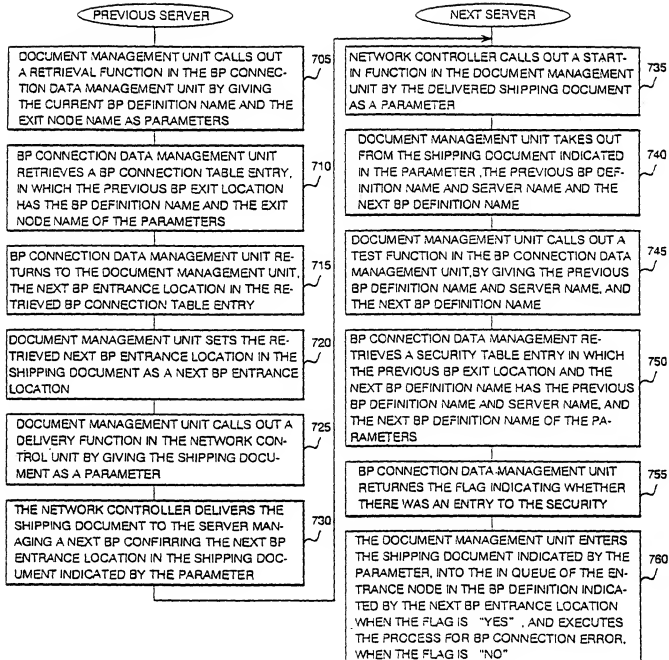 PREVIOUS SERVER
DOCUMENT MANAGEMENT UNIT CALLS OUT
A RETRIEVAL FUNCTION IN THE BP CONNEC-
TION DATA MANAGEMENT UNIT BY GIVING
THE CURRENT BP DEFINITION NAME AND THE
EXIT NODE NAME AS PARAMETERS
705
BP CONNECTION DATA MANAGEMENT UNIT
RETRIEVES A BP CONNECTION TABLE ENTRY,
IN WHICH THE PREVIOUS BP EXIT LOCATION
HAS THE BP DEFINITION NAME AND THE EXIT
NODE NAME OF THE PARAMETERS
710
BP CONNECTION DATA MANAGEMENT UNIT RE-
TURNS TO THE DOCUMENT MANAGEMENT UNIT,
THE NEXT BP ENTRANCE LOCATION IN THE RE-
TRIEVED BP CONNECTION TABLE ENTRY
715
DOCUMENT MANAGEMENT UNIT SETS THE RE-
TRIEVED NEXT BP ENTRANCE LOCATION IN THE
SHIPPING DOCUMENT AS A NEXT BP ENTRANCE
LOCATION
720
DOCUMENT MANAGEMENT UNIT CALLS OUT A
DELIVERY FUNCTION IN THE NETWORK CON-
TROL UNIT BY GIVING THE SHIPPING DOCU-
MENT AS A PARAMETER
725
THE NETWORK CONTROLLER DELIVERS THE
SHIPPING DOCUMENT TO THE SERVER MAN-
AGING A NEXT BP CONFIRRING THE NEXT BP
ENTRANCE LOCATION IN THE SHIPPING DOC-
UMENT INDICATED BY THE PARAMETER
730
NEXT SERVER
NETWORK CONTROLLER CALLS OUT A START-
IN FUNCTION IN THE DOCUMENT MANAGEMENT
UNIT BY THE DELIVERED SHIPPING DOCUMENT
AS A PARAMETER
735
DOCUMENT MANAGEMENT UNIT TAKES OUT
FROM THE SHIPPING DOCUMENT INDICATED
IN THE PARAMETER ,THE PREVIOUS BP DEF-
INITION NAME AND SERVER NAME AND THE
NEXT BP DEFINITION NAME
740
DOCUMENT MANAGEMENT UNIT CALLS OUT A
TEST FUNCTION IN THE BP CONNECTION DATA
MANAGEMENT UNIT,BY GIVING THE PREVIOUS
BP DEFINITION NAME AND SERVER NAME, AND
THE NEXT BP DEFINITION NAME
745
BP CONNECTION DATA MANAGEMENT RE-
TRIEVES A SECURITY TABLE ENTRY IN WHICH
THE PREVIOUS BP EXIT LOCATION AND THE
NEXT BP DEFINITION NAME HAS THE PREVIOUS
BP DEFINITION NAME AND SERVER NAME, AND
THE NEXT BP DEFINITION NAME OF THE PA-
RAMETERS
750
BP CONNECTION DATA MANAGEMENT UNIT
RETURNES THE FLAG INDICATING WHETHER
THERE WAS AN ENTRY TO THE SECURITY
755
THE DOCUMENT MANAGEMENT UNIT ENTERS
THE SHIPPING DOCUMENT INDICATED BY THE
PARAMETER, INTO THE IN QUEUE OF THE EN-
TRANCE NODE IN THE BP DEFINITION INDICA-
TED BY THE NEXT BP ENTRANCE LOCATION
WHEN THE FLAG IS "YES" , AND EXECUTES
THE PROCESS FOR BP CONNECTION ERROR,
WHEN THE FLAG IS "NO"
760